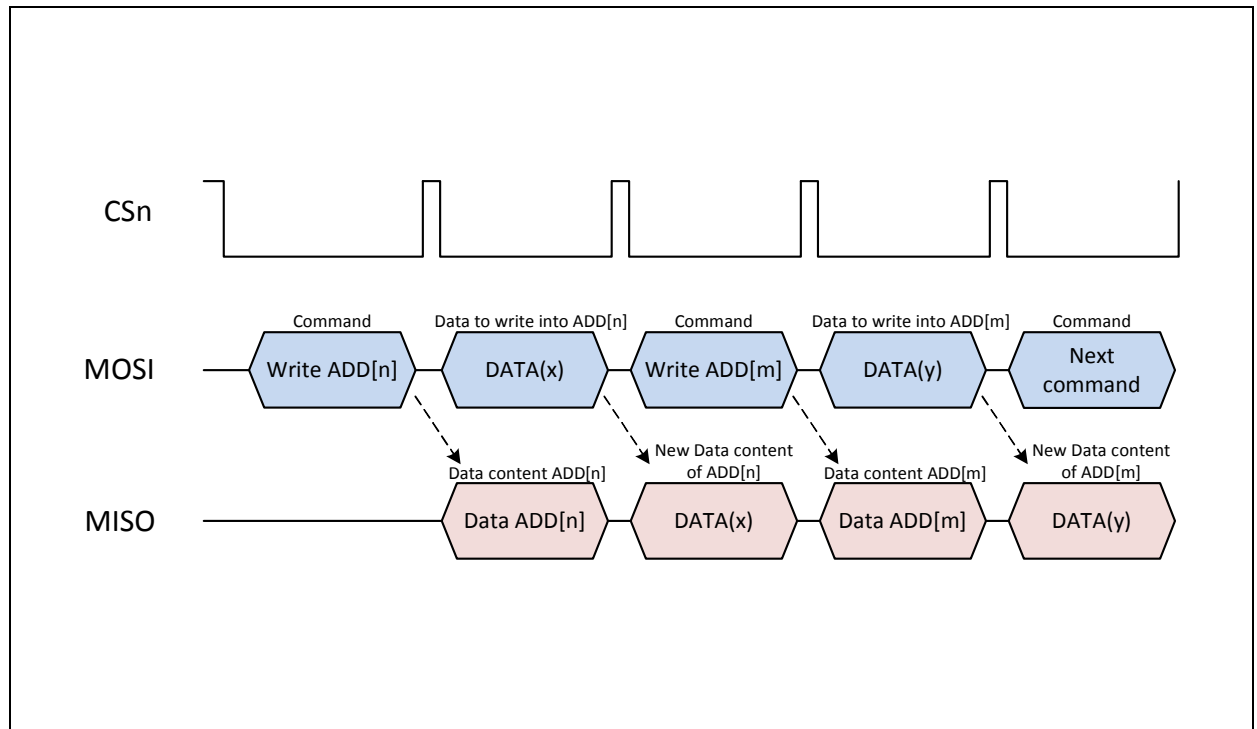 CSn
Command
Data to write into ADD[n]
Command
Data to write into ADD[m]
Command
MOSI
Write ADD[n]
DATA(x)
Write ADD[m]
DATA(y)
Next
command
Data content ADD[n]
New Data content
of ADD[n]
Data content ADD[m]
New Data content
of ADD[m]
MISO
Data ADD[n]
DATA(x)
Data ADD[m]
DATA(y)